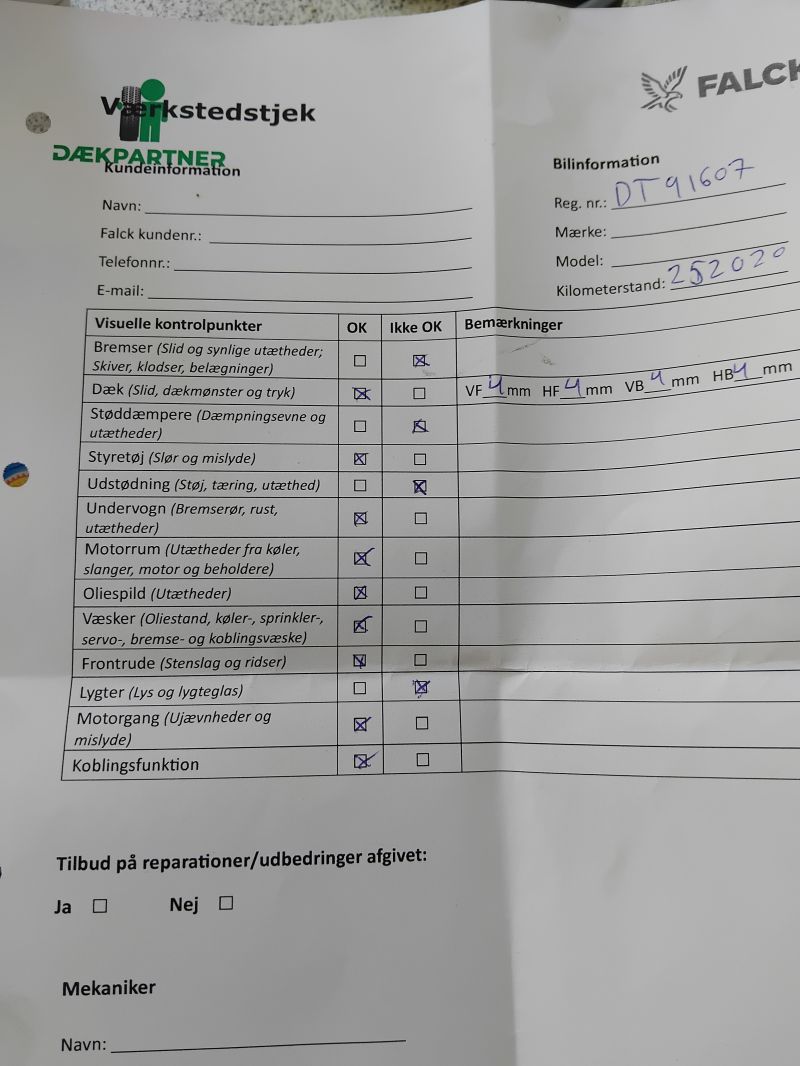 Værkstedstjek
FALCK
DÆKPARTNER
Kundeinformation
Navn:
Falck kundenr.:
Telefonnr.:
E-mail:
Bilinformation
Reg. nr.: DT 91607
Mærke:
Model:
Kilometerstand: 252020
Visuelle kontrolpunkter OK Ikke OK Bemærkninger
Bremser (Slid og synlige utætheder;
Skiver, klodser, belægninger) ☐ ☒
Dæk (Slid, dækmønster og tryk) ☒ ☐ VF 4 mm HF 4 mm VB 4 mm HB 4 mm
Støddæmpere (Dæmpningsevne og
utætheder) ☐ ☒
Styretøj (Slør og mislyde) ☒ ☐
Udstødning (Støj, tæring, utæthed) ☐ ☒
Undervogn (Bremserør, rust,
utætheder) ☒ ☐
Motorrum (Utætheder fra køler,
slanger, motor og beholdere) ☒ ☐
Oliespild (Utætheder) ☒ ☐
Væsker (Oliestand, køler-, sprinkler-,
servo-, bremse- og koblingsvæske) ☒ ☐
Frontrude (Stenslag og ridser) ☒ ☐
Lygter (Lys og lygteglas) ☐ ☒
Motorgang (Ujævnheder og
mislyde) ☒ ☐
Koblingsfunktion ☒ ☐
Tilbud på reparationer/udbedringer afgivet:
Ja ☐ Nej ☐
Mekaniker
Navn: